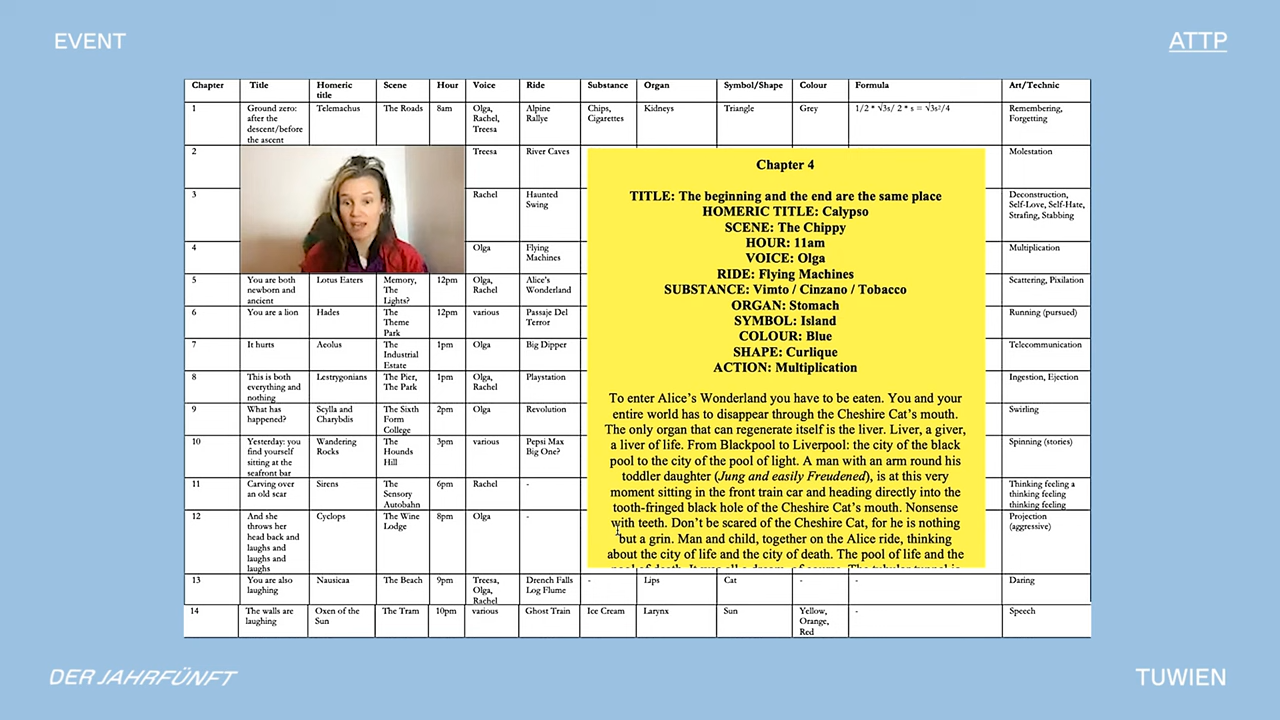 EVENT
ATTP
Chapter Title Homeric title Scene Hour Voice Ride Substance Organ Symbol/Shape Colour Formula Art/Technic
1 Ground zero: after the descent/before the ascent Telemachus The Roads 8am Olga, Rachel, Treesa Alpine Rallye Chips, Cigarettes Kidneys Triangle Grey 1/2 * √3s/ 2 * s = √3s²/4 Remembering, Forgetting
2 Treesa River Caves Molestation
3 Rachel Haunted Swing Deconstruction, Self-Love, Self-Hate, Strafing, Stabbing
4 Olga Flying Machines Multiplication
5 You are both newborn and ancient Lotus Eaters Memory, The Lights? 12pm Olga, Rachel Alice's Wonderland Scattering, Pixilation
6 You are a lion Hades The Theme Park 12pm various Passaje Del Terror Running (pursued)
7 It hurts Aeolus The Industrial Estate 1pm Olga Big Dipper Telecommunication
8 This is both everything and nothing Lestrygonians The Pier, The Park 1pm Olga, Rachel Playstation Ingestion, Ejection
9 What has happened? Scylla and Charybdis The Sixth Form College 2pm Olga Revolution Swirling
10 Yesterday: you find yourself sitting at the seafront bar Wandering Rocks The Hounds Hill 3pm various Pepsi Max Big One? Spinning (stories)
11 Carving over an old scar Sirens The Sensory Autobahn 6pm Rachel - Thinking feeling a thinking feeling thinking feeling
12 And she throws her head back and laughs and laughs and laughs Cyclops The Wine Lodge 8pm Olga - Projection (aggressive)
13 You are also laughing Nausicaa The Beach 9pm Treesa, Olga, Rachel Drench Falls Log Flume - Lips Cat - - Daring
14 The walls are laughing Oxen of the Sun The Tram 10pm various Ghost Train Ice Cream Larynx Sun Yellow, Orange, Red - Speech
Chapter 4
TITLE: The beginning and the end are the same place
HOMERIC TITLE: Calypso
SCENE: The Chippy
HOUR: 11am
VOICE: Olga
RIDE: Flying Machines
SUBSTANCE: Vimto / Cinzano / Tobacco
ORGAN: Stomach
SYMBOL: Island
COLOUR: Blue
SHAPE: Curlique
ACTION: Multiplication
To enter Alice's Wonderland you have to be eaten. You and your
entire world has to disappear through the Cheshire Cat's mouth.
The only organ that can regenerate itself is the liver. Liver, a giver,
a liver of life. From Blackpool to Liverpool: the city of the black
pool to the city of the pool of light. A man with an arm round his
toddler daughter (Jung and easily Freudened), is at this very
moment sitting in the front train car and heading directly into the
tooth-fringed black hole of the Cheshire Cat's mouth. Nonsense
with teeth. Don't be scared of the Cheshire Cat, for he is nothing
but a grin. Man and child, together on the Alice ride, thinking
about the city of life and the city of death. The pool of life and the
DER JAHRFÜNFT
TUWIEN